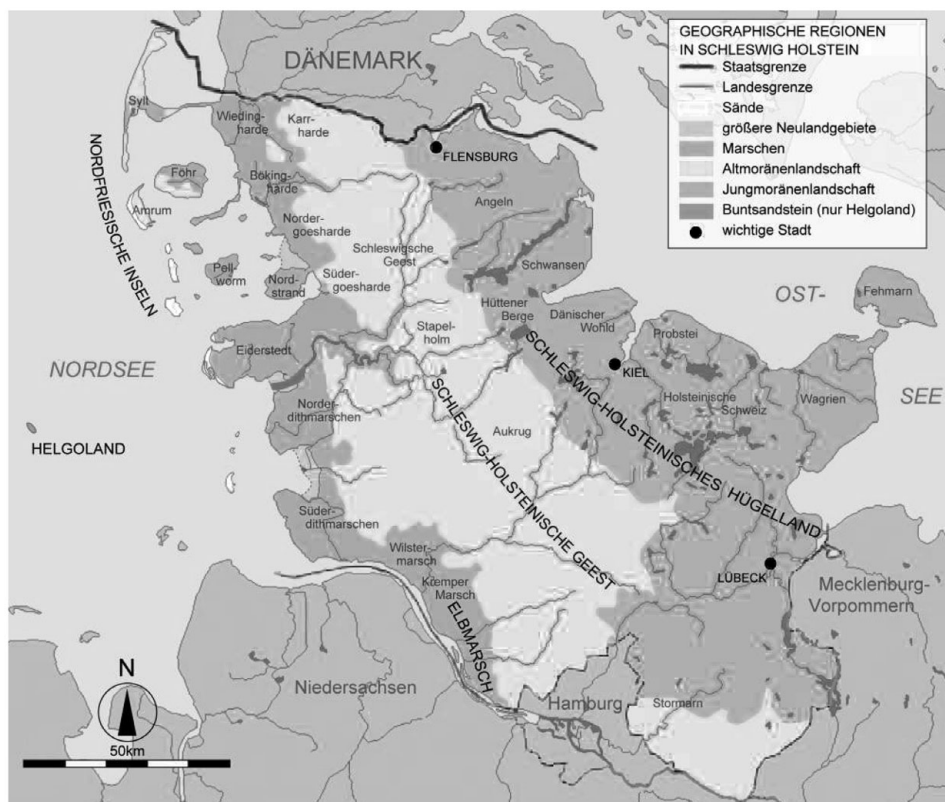 GEOGRAPHISCHE REGIONEN
IN SCHLESWIG HOLSTEIN
Staatsgrenze
Landesgrenze
Sände
größere Neulandgebiete
Marschen
Altmoränenlandschaft
Jungmoränenlandschaft
Buntsandstein (nur Helgoland)
wichtige Stadt
DÄNEMARK
Sylt
Wieding-
harde
Karr-
harde
FLENSBURG
NORDFRIESISCHE INSELN
Föhr
Böking-
harde
Amrum
Angeln
Norder-
goesharde
Schleswigsche
Geest
Schwansen
Pell-
worm
Nord-
strand
Süder-
goesharde
Hüttener
Berge
Dänischer
Wohld
OST-
SEE
Fehmarn
Stapel-
holm
Probstei
Eiderstedt
NORDSEE
KIEL
SCHLESWIG-HOLSTEINISCHES HÜGELLAND
Holsteinische
Schweiz
Wagrien
Norder-
dithmarschen
SCHLESWIG-HOLSTEINISCHE GEEST
Aukrug
HELGOLAND
Süder-
dithmarschen
Wilster-
marsch
Kremper
Marsch
ELBMARSCH
LÜBECK
Mecklenburg-
Vorpommern
N
50km
Niedersachsen
Hamburg
Stormarn